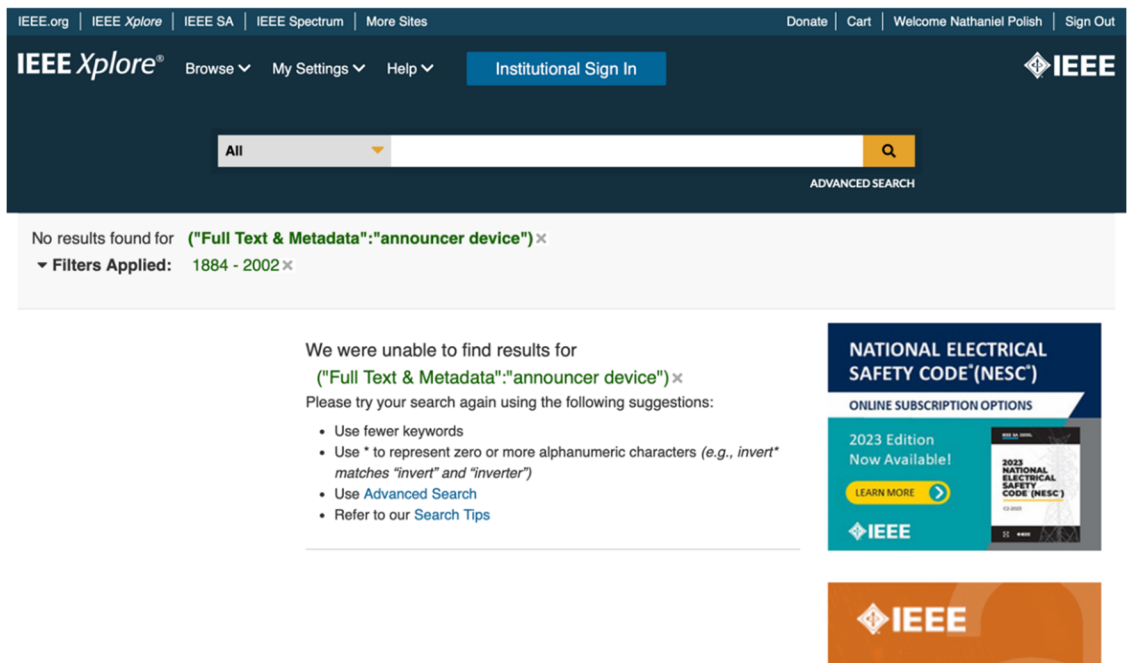 IEEE.org IEEE Xplore IEEE SA IEEE Spectrum More Sites Donate Cart Welcome Nathaniel Polish Sign Out
IEEE Xplore® Browse My Settings Help Institutional Sign In IEEE
All
ADVANCED SEARCH
No results found for ("Full Text & Metadata":"announcer device") ×
Filters Applied: 1884 - 2002 ×
We were unable to find results for
("Full Text & Metadata":"announcer device") ×
Please try your search again using the following suggestions:
• Use fewer keywords
• Use * to represent zero or more alphanumeric characters (e.g., invert*
matches “invert” and “inverter”)
• Use Advanced Search
• Refer to our Search Tips
NATIONAL ELECTRICAL
SAFETY CODE®(NESC®)
ONLINE SUBSCRIPTION OPTIONS
2023 Edition
Now Available!
LEARN MORE
IEEE
2023
NATIONAL
ELECTRICAL
SAFETY
CODE (NESC)
C2-2023
IEEE
IEEE